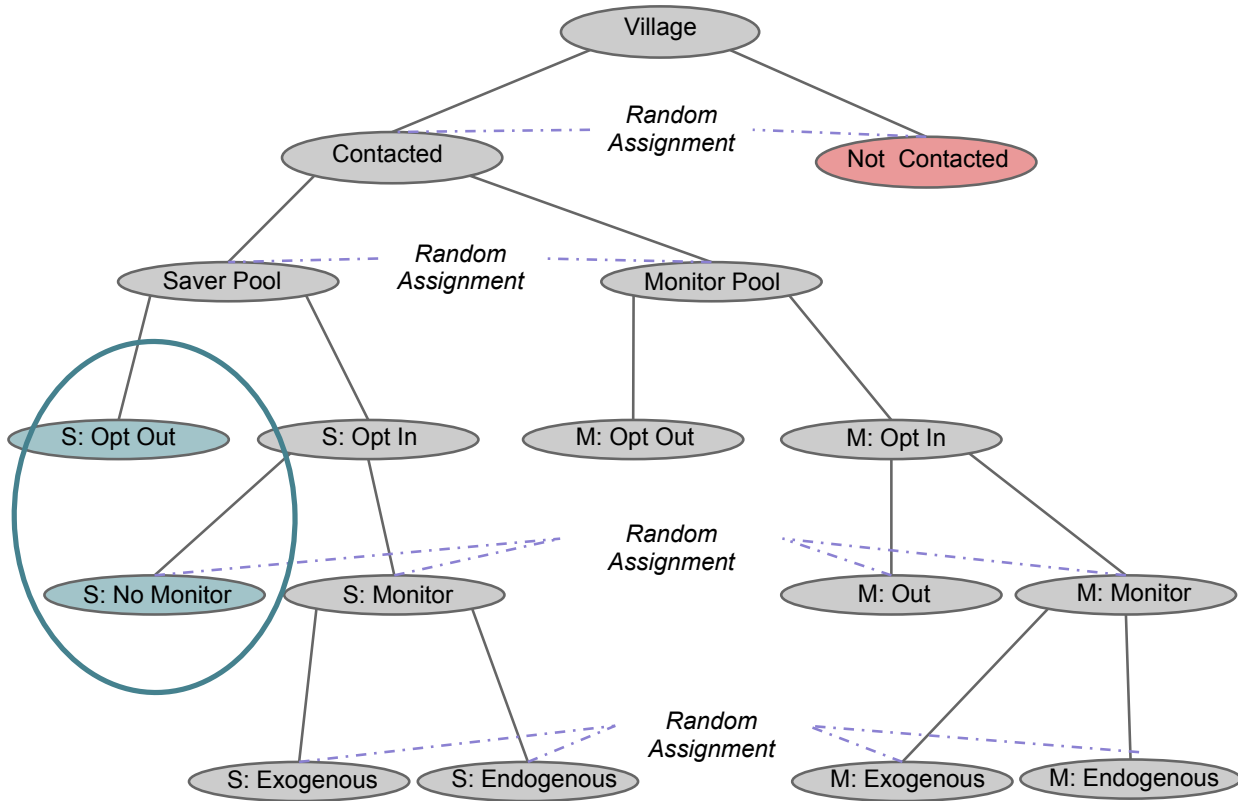 Village
Random
Assignment
Contacted
Not Contacted
Random
Assignment
Saver Pool
Monitor Pool
S: Opt Out
S: Opt In
M: Opt Out
M: Opt In
Random
Assignment
S: No Monitor
S: Monitor
M: Out
M: Monitor
Random
Assignment
S: Exogenous
S: Endogenous
M: Exogenous
M: Endogenous